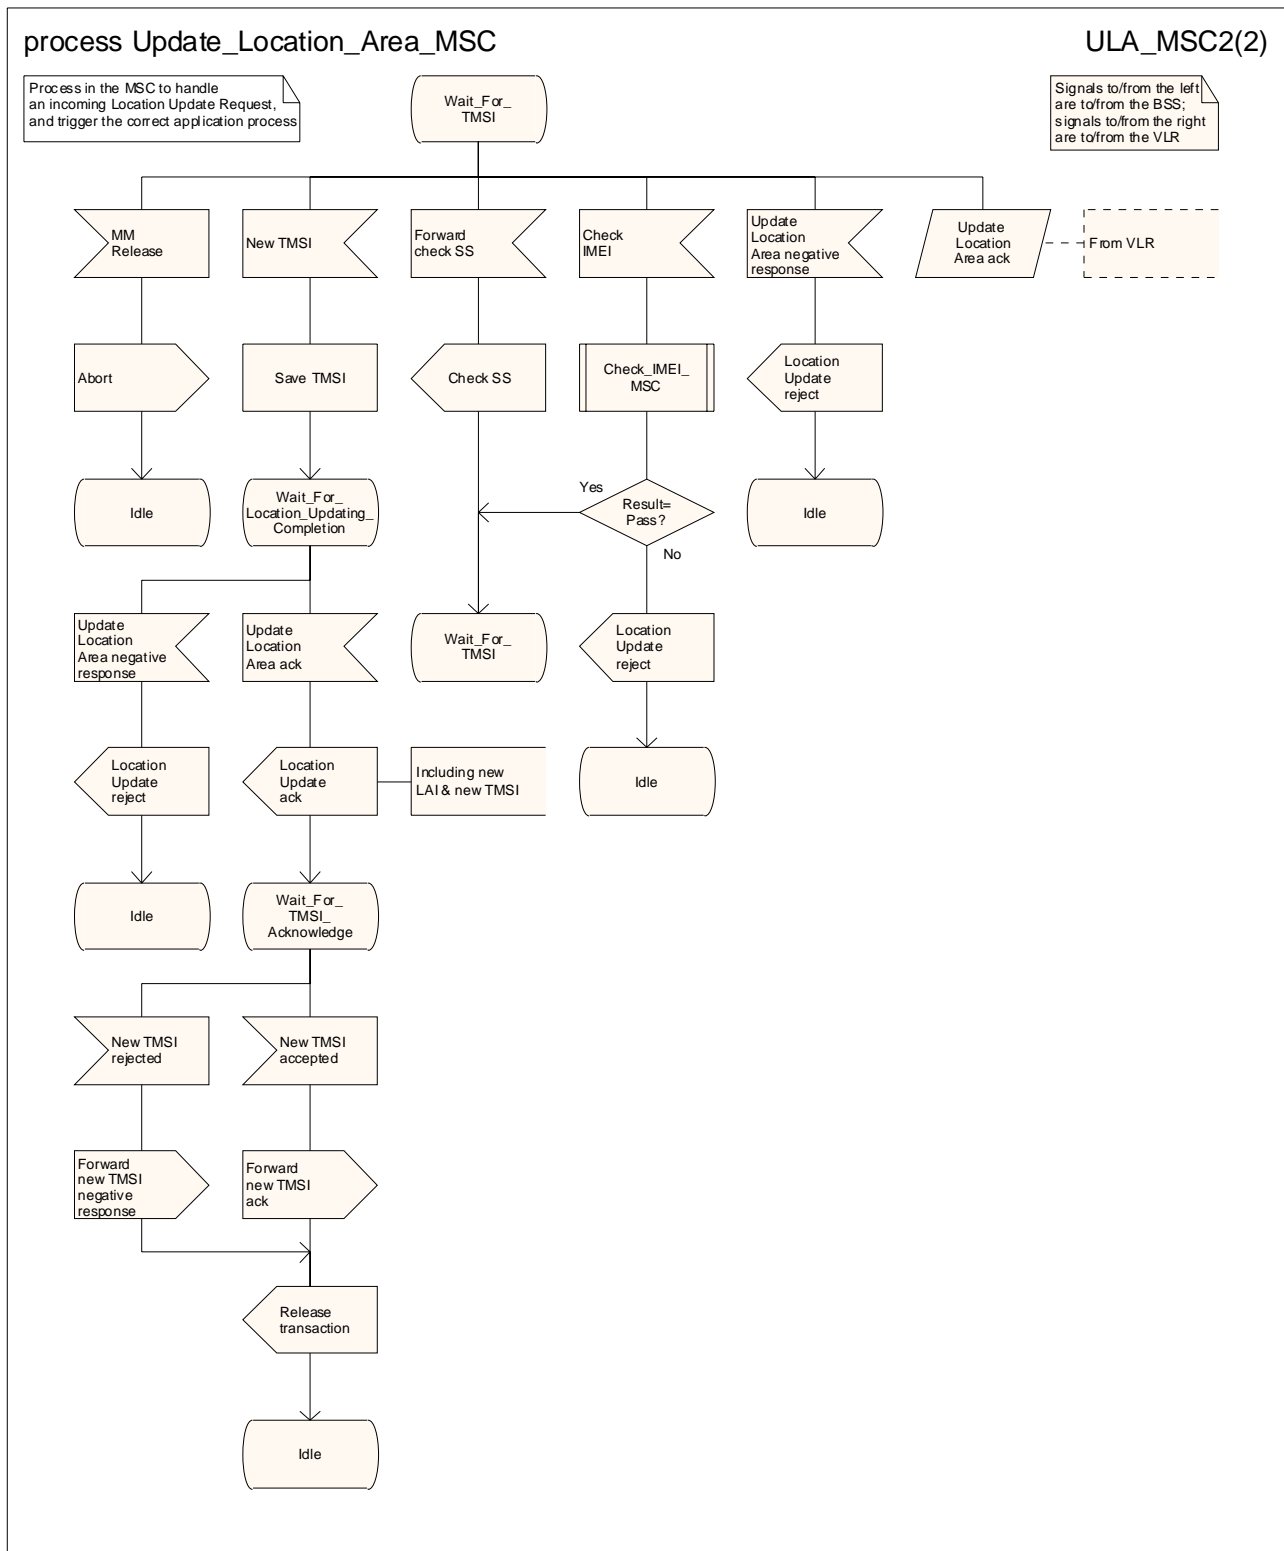 process Update_Location_Area_MSC
ULA_MSC2(2)
Process in the MSC to handle
an incoming Location Update Request,
and trigger the correct application process
Wait_For_
TMSI
Signals to/from the left
are to/from the BSS;
signals to/from the right
are to/from the VLR
MM
Release
New TMSI
Forward
check SS
Check
IMEI
Update
Location
Area negative
response
Update
Location
Area ack
From VLR
Abort
Save TMSI
Check SS
Check_IMEI_
MSC
Location
Update
reject
Idle
Wait_For_
Location_Updating_
Completion
Yes
Result=
Pass?
No
Idle
Update
Location
Area negative
response
Update
Location
Area ack
Wait_For_
TMSI
Location
Update
reject
Location
Update
reject
Location
Update
ack
Including new
LAI & new TMSI
Idle
Idle
Wait_For_
TMSI_
Acknowledge
New TMSI
rejected
New TMSI
accepted
Forward
new TMSI
negative
response
Forward
new TMSI
ack
Release
transaction
Idle